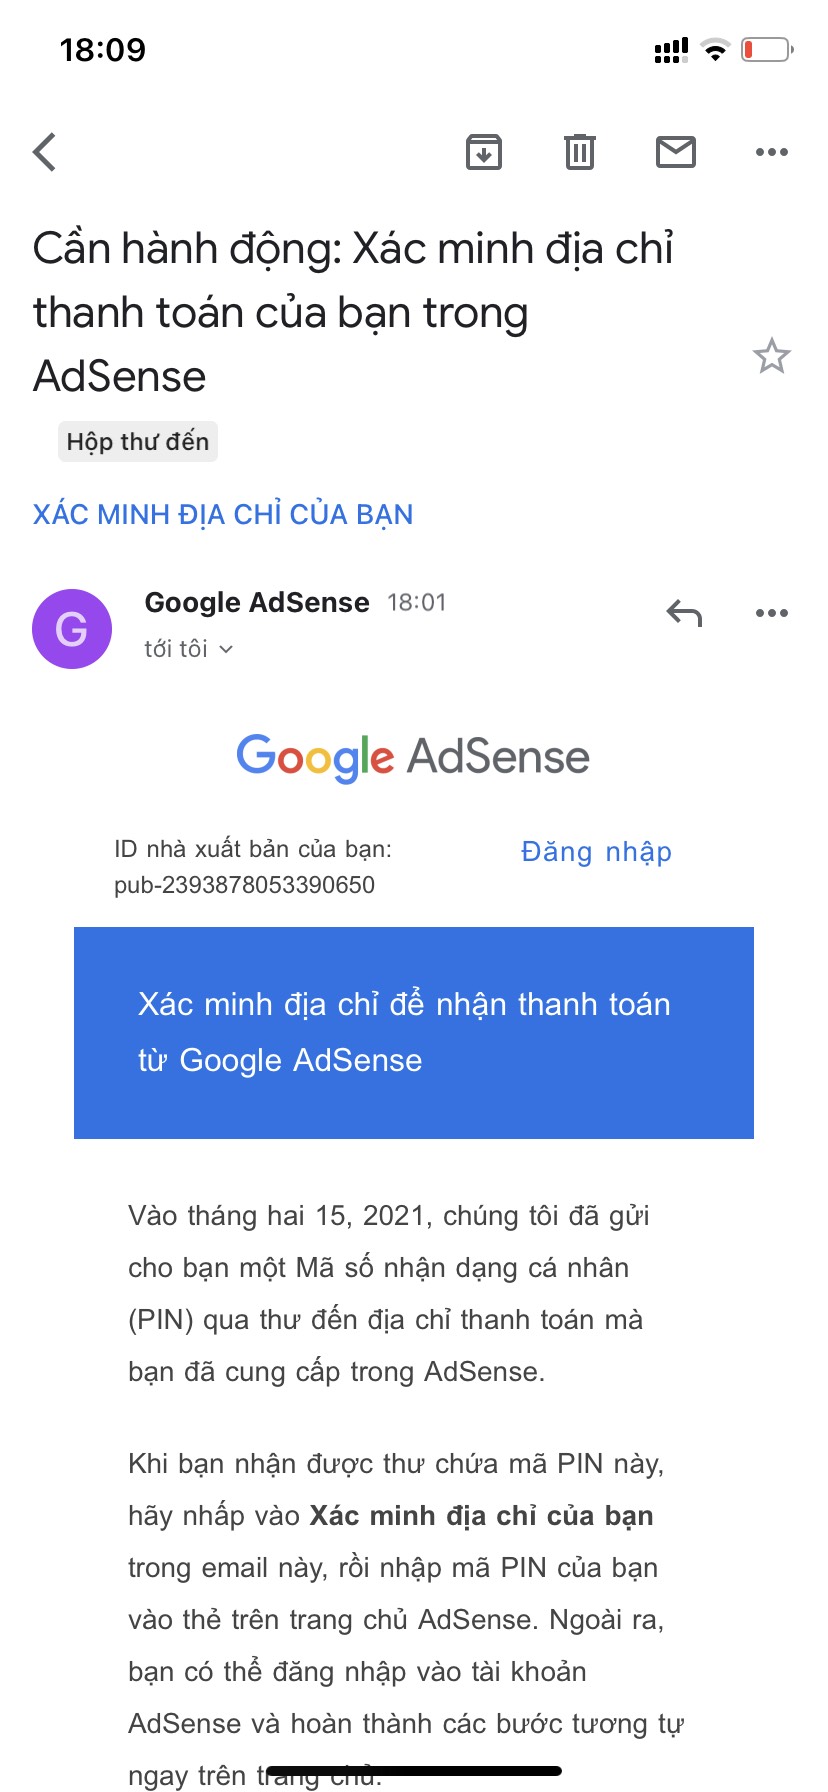 18:09
Cần hành động: Xác minh địa chỉ
thanh toán của bạn trong
AdSense
Hộp thư đến
XÁC MINH ĐỊA CHỈ CỦA BẠN
G
Google AdSense 18:01
tới tôi
Google AdSense
ID nhà xuất bản của bạn:
pub-2393878053390650
Đăng nhập
Xác minh địa chỉ để nhận thanh toán
từ Google AdSense
Vào tháng hai 15, 2021, chúng tôi đã gửi
cho bạn một Mã số nhận dạng cá nhân
(PIN) qua thư đến địa chỉ thanh toán mà
bạn đã cung cấp trong AdSense.
Khi bạn nhận được thư chứa mã PIN này,
hãy nhấp vào Xác minh địa chỉ của bạn
trong email này, rồi nhập mã PIN của bạn
vào thẻ trên trang chủ AdSense. Ngoài ra,
bạn có thể đăng nhập vào tài khoản
AdSense và hoàn thành các bước tương tự
ngay trên trang chủ.